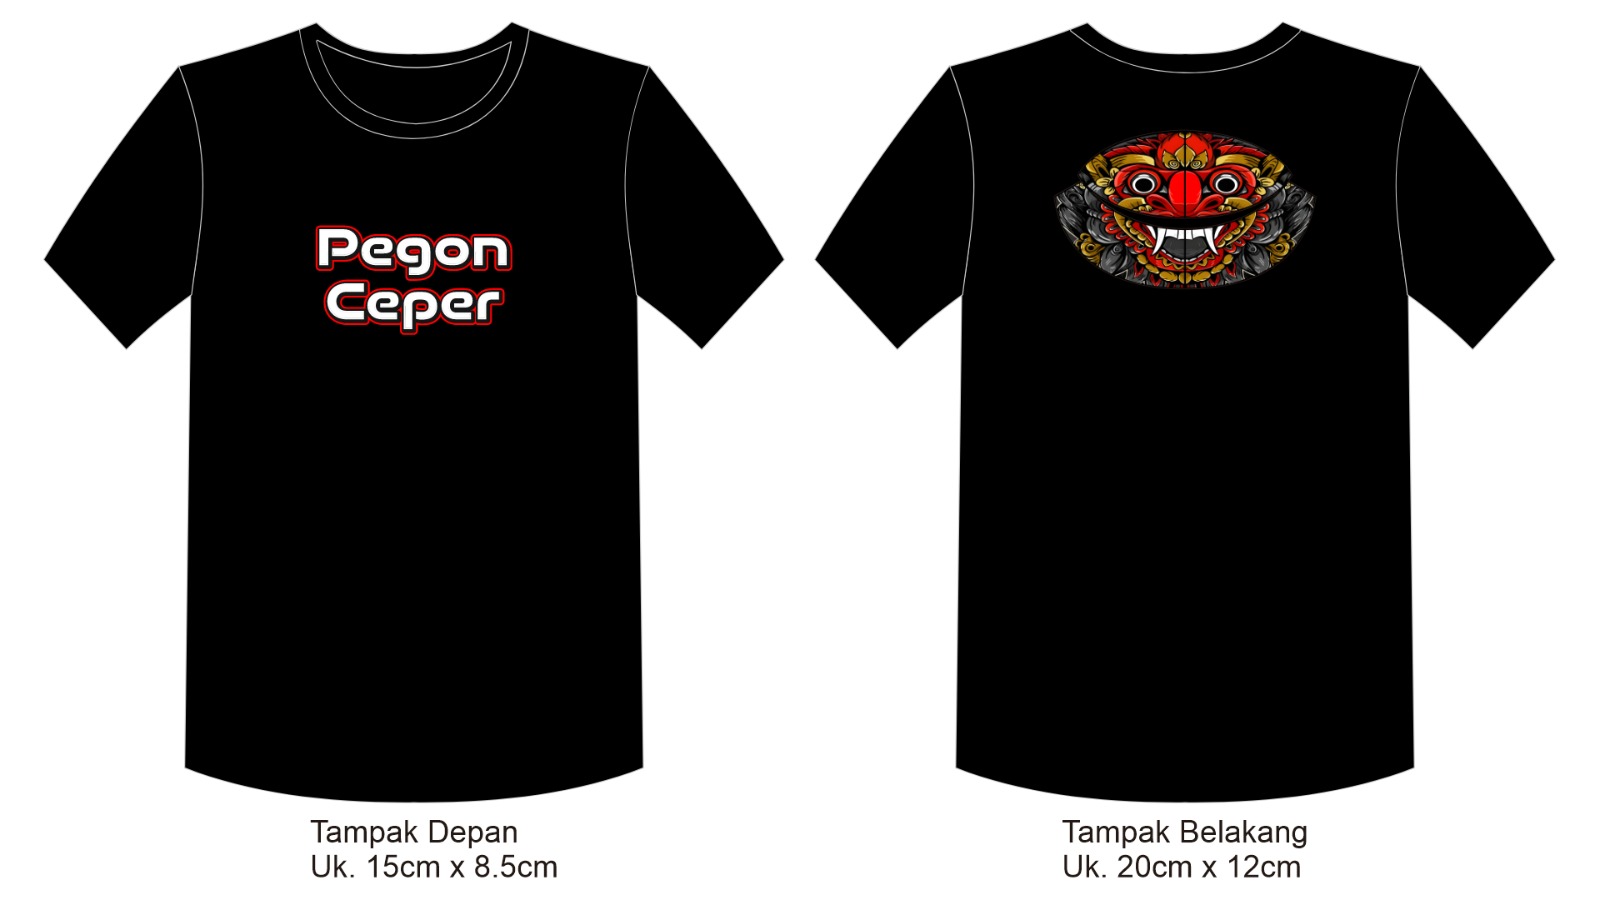 Pegon
Ceper
Tampak Depan
Uk. 15cm x 8.5cm
Tampak Belakang
Uk. 20cm x 12cm